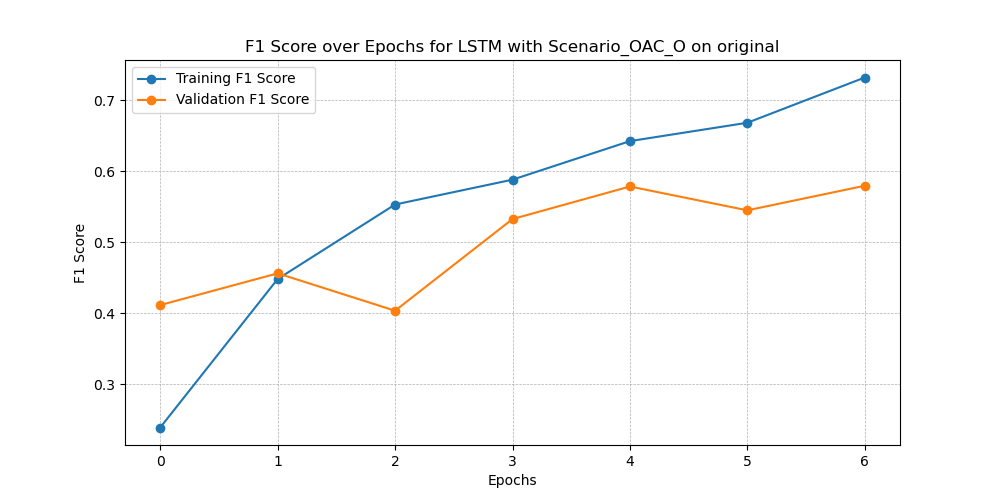 F1 Score over Epochs for LSTM with Scenario_OAC_O on original
Training F1 Score
Validation F1 Score
F1 Score
0.7
0.6
0.5
0.4
0.3
0 1 2 3 4 5 6
Epochs